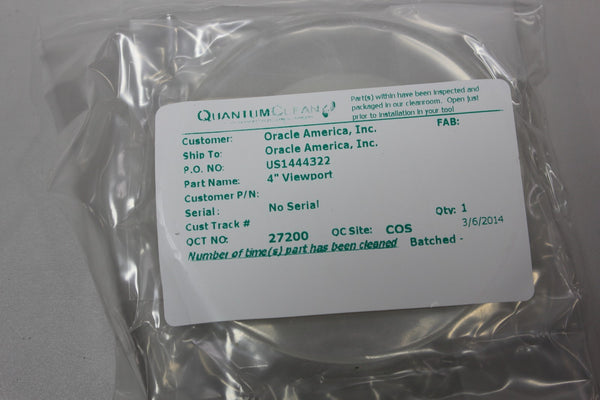 QUANTUMCLEAN
Part(s) within have been inspected and
packaged in our cleanroom. Open just
prior to installation in your tool
Customer: Oracle America, Inc. FAB:
Ship To: Oracle America, Inc.
P.O. NO: US1444322
Part Name: 4" Viewport
Customer P/N:
Serial: No Serial
Cust Track # Qty: 1
QCT NO: 27200 QC Site: COS 3/6/2014
Number of time(s) part has been cleaned Batched -